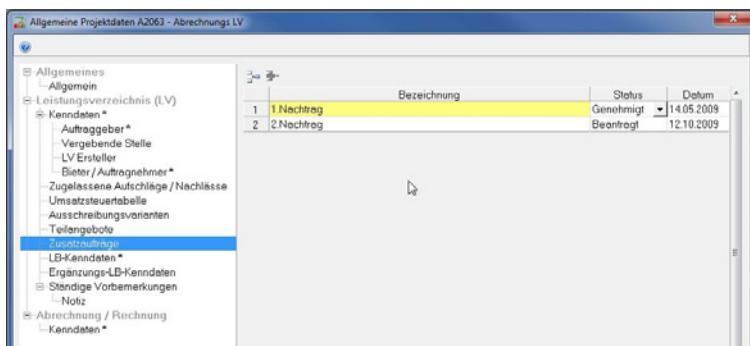 Allgemeine Projektdaten A2063 - Abrechnungs LV
Allgemeines
Allgemein
Leistungsverzeichnis (LV)
Kenndaten *
Auftraggeber *
Vergebende Stelle
LV Ersteller
Bieter / Auftragnehmer *
Zugelassene Aufschläge / Nachlässe
Umsatzsteuertabelle
Ausschreibungsvarianten
Teilangebote
Zusatzaufträge
LB-Kenndaten *
Ergänzungs-LB-Kenndaten
Ständige Vorbemerkungen
Notiz
Abrechnung / Rechnung
Kenndaten *
Bezeichnung Status Datum
1 1.Nachtrag Genehmigt 14.05.2009
2 2.Nachtrag Beantragt 12.10.2009